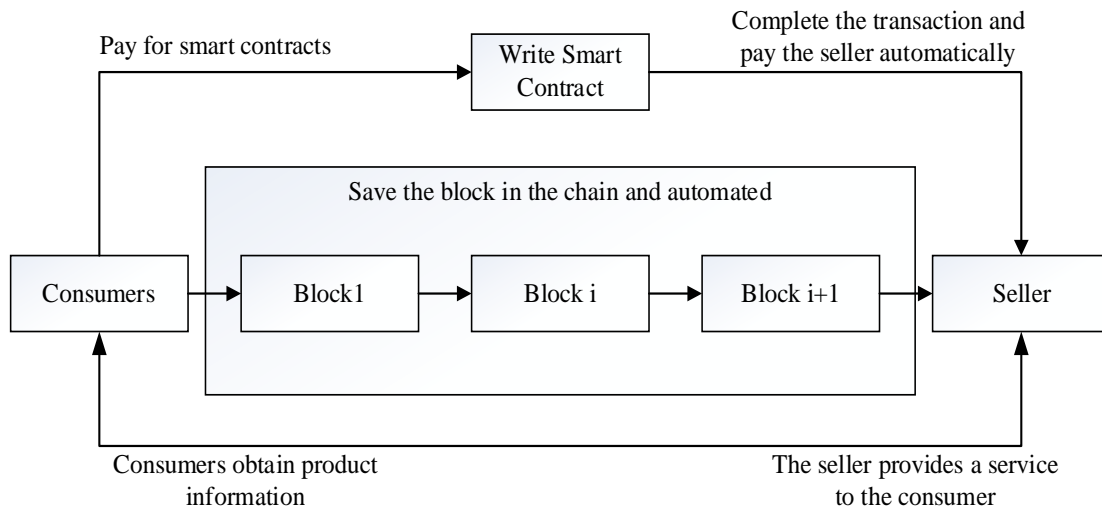 Pay for smart contracts
Write Smart
Contract
Complete the transaction and
pay the seller automatically
Save the block in the chain and automated
Consumers
Block1
Block i
Block i+1
Seller
Consumers obtain product
information
The seller provides a service
to the consumer